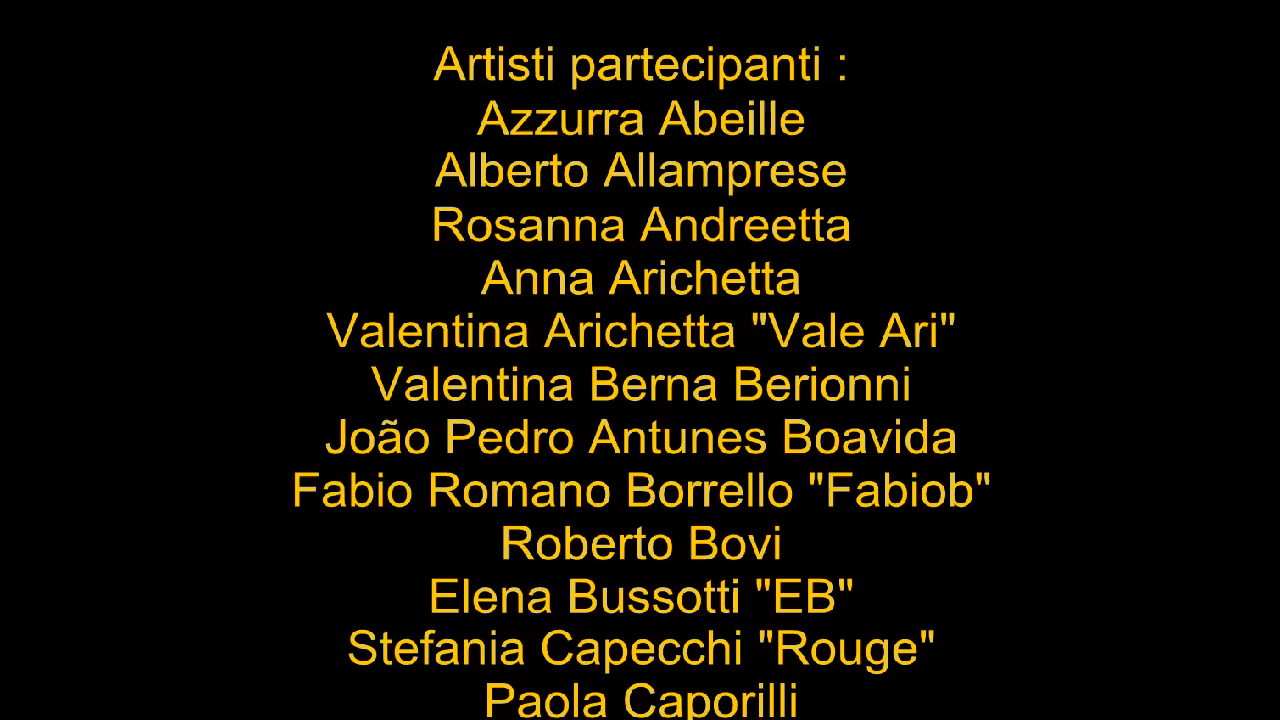 Artisti partecipanti :
Azzurra Abeille
Alberto Allamprese
Rosanna Andreetta
Anna Arichetta
Valentina Arichetta "Vale Ari"
Valentina Berna Berionni
João Pedro Antunes Boavida
Fabio Romano Borrello "Fabiob"
Roberto Bovi
Elena Bussotti "EB"
Stefania Capecchi "Rouge"
Paola Caporilli